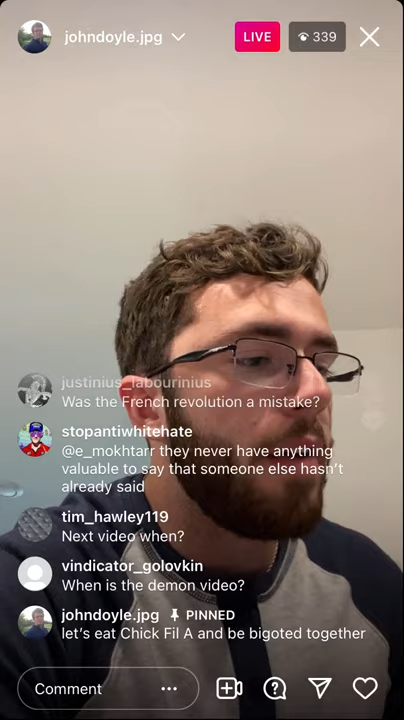 johndoyle.jpg
LIVE
339
justinius_labourinius
Was the French revolution a mistake?
stopantiwhitehate
@e_mokhtarr they never have anything
valuable to say that someone else hasn't
already said
tim_hawley119
Next video when?
vindicator_golovkin
When is the demon video?
johndoyle.jpg PINNED
let's eat Chick Fil A and be bigoted together
Comment